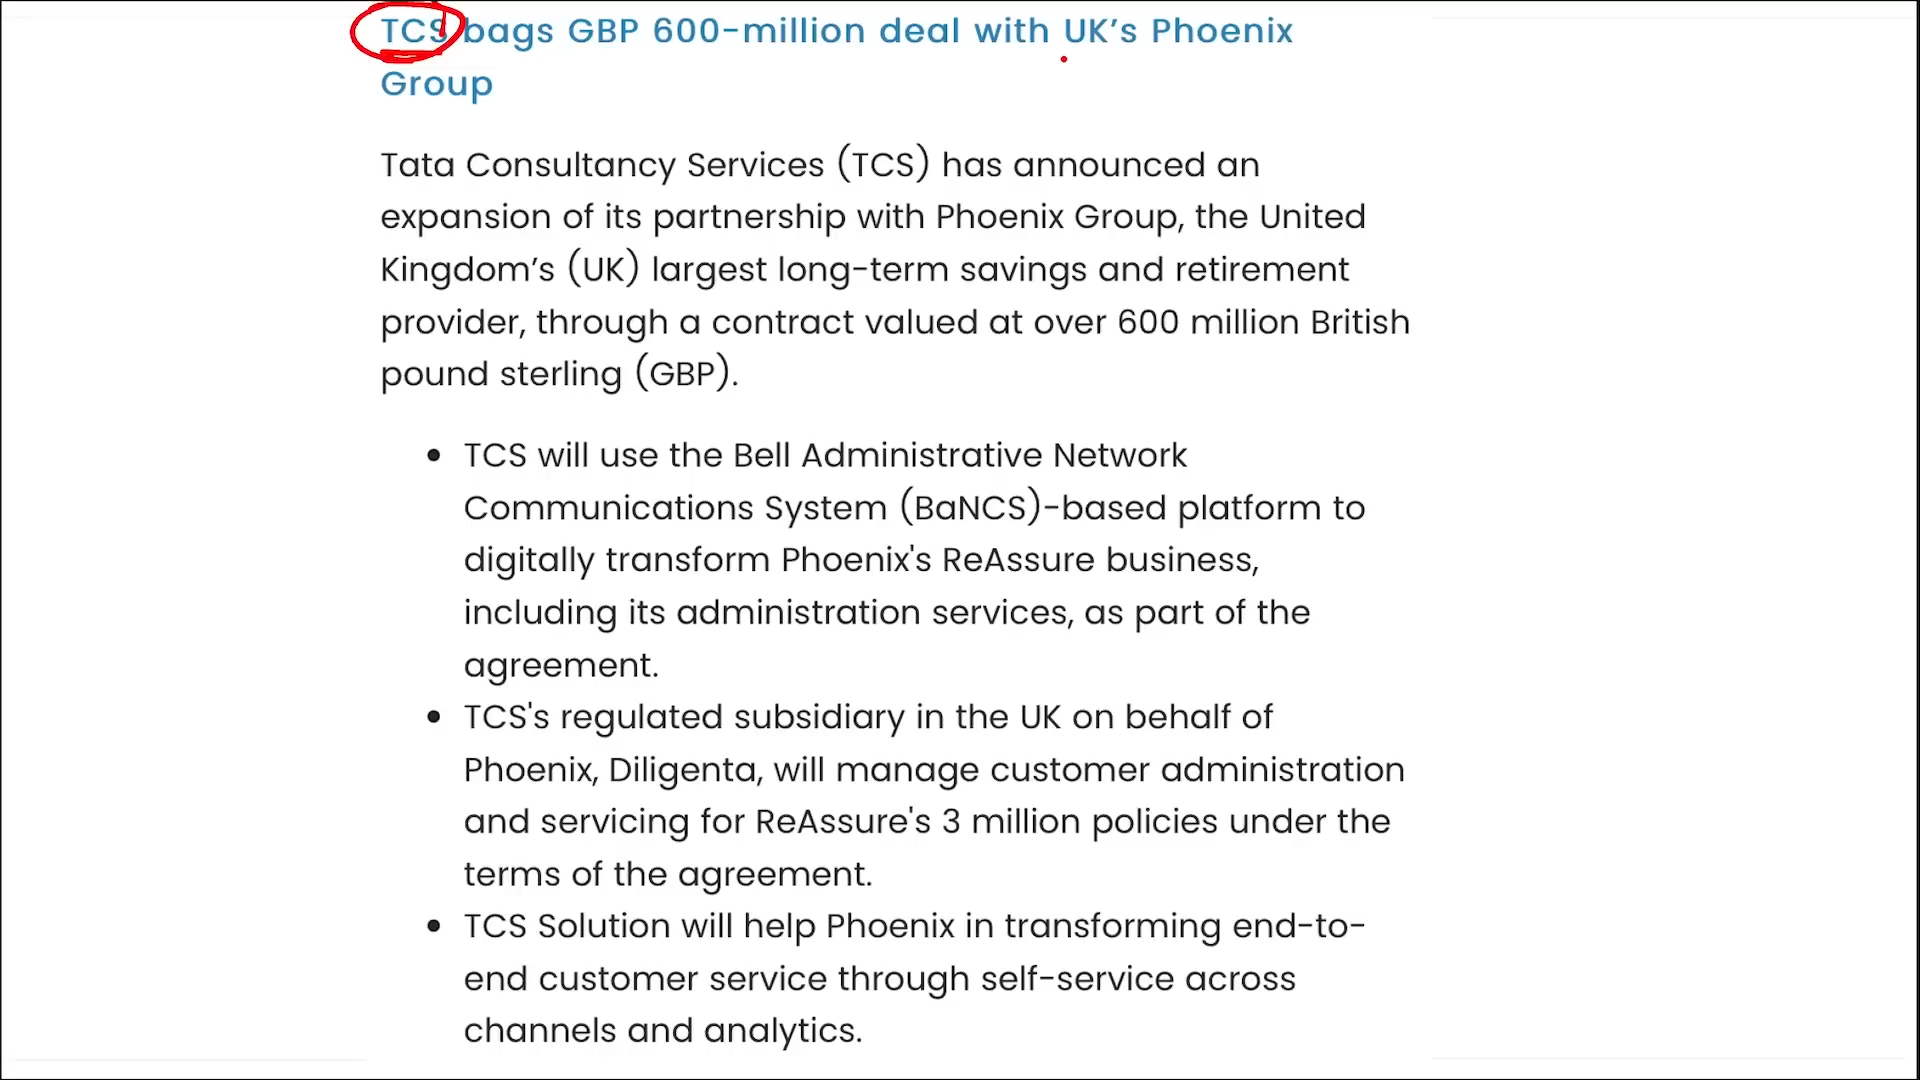 TCS bags GBP 600-million deal with UK’s Phoenix
Group
Tata Consultancy Services (TCS) has announced an
expansion of its partnership with Phoenix Group, the United
Kingdom’s (UK) largest long-term savings and retirement
provider, through a contract valued at over 600 million British
pound sterling (GBP).
• TCS will use the Bell Administrative Network
Communications System (BaNCS)-based platform to
digitally transform Phoenix's ReAssure business,
including its administration services, as part of the
agreement.
• TCS's regulated subsidiary in the UK on behalf of
Phoenix, Diligenta, will manage customer administration
and servicing for ReAssure's 3 million policies under the
terms of the agreement.
• TCS Solution will help Phoenix in transforming end-to-
end customer service through self-service across
channels and analytics.